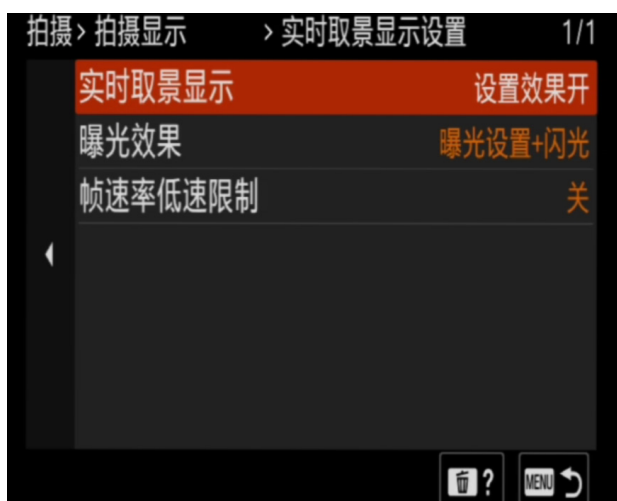 拍摄>拍摄显示 >实时取景显示设置 1/1
实时取景显示 设置效果开
曝光效果 曝光设置+闪光
帧速率低速限制 关
? MENU